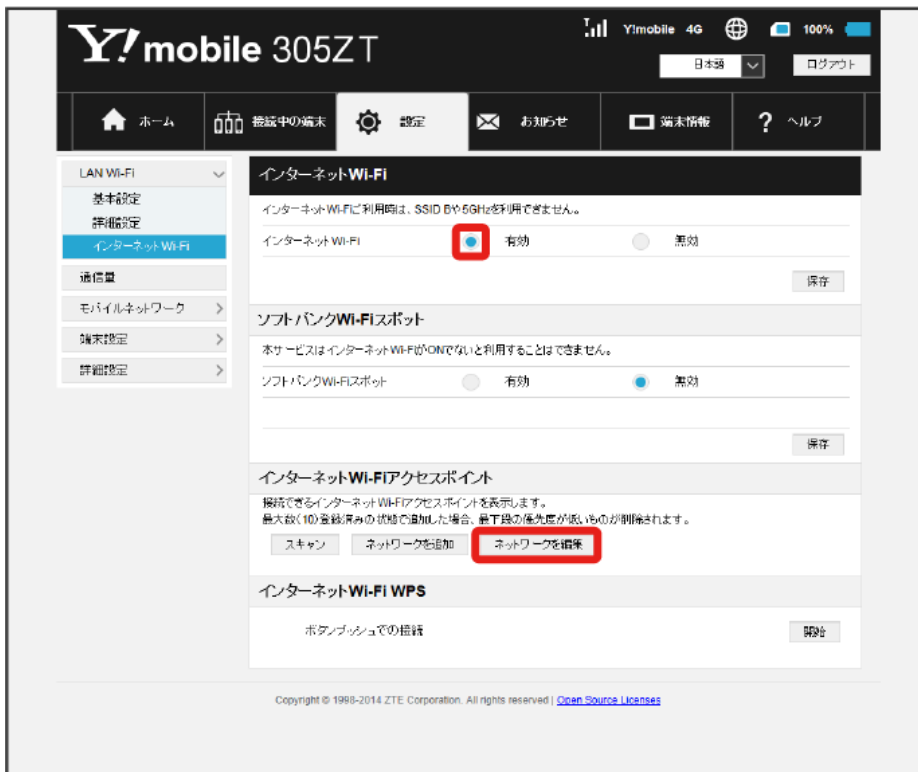 Y! mobile 305ZT
Y!mobile 4G 100%
日本語 ログアウト
ホーム 接続中の端末 設定 お知らせ 端末情報 ? ヘルプ
LAN Wi-Fi
基本設定
詳細設定
インターネットWi-Fi
通信量
モバイルネットワーク
端末設定
詳細設定
インターネットWi-Fi
インターネットWi-Fiご利用時は、SSID Bや5GHzを利用できません。
インターネットWi-Fi 有効 無効
保存
ソフトバンクWi-Fiスポット
本サービスはインターネットWi-FiがONでないと利用することはできません。
ソフトバンクWi-Fiスポット 有効 無効
保存
インターネットWi-Fiアクセスポイント
接続できるインターネットWi-Fiアクセスポイントを表示します。
最大数(10)登録済みの状態で追加した場合、最下段の優先度が低いものが削除されます。
スキャン ネットワークを追加 ネットワークを編集
インターネットWi-Fi WPS
ボタンプッシュでの接続 開始
Copyright © 1998-2014 ZTE Corporation. All rights reserved | Open Source Licenses